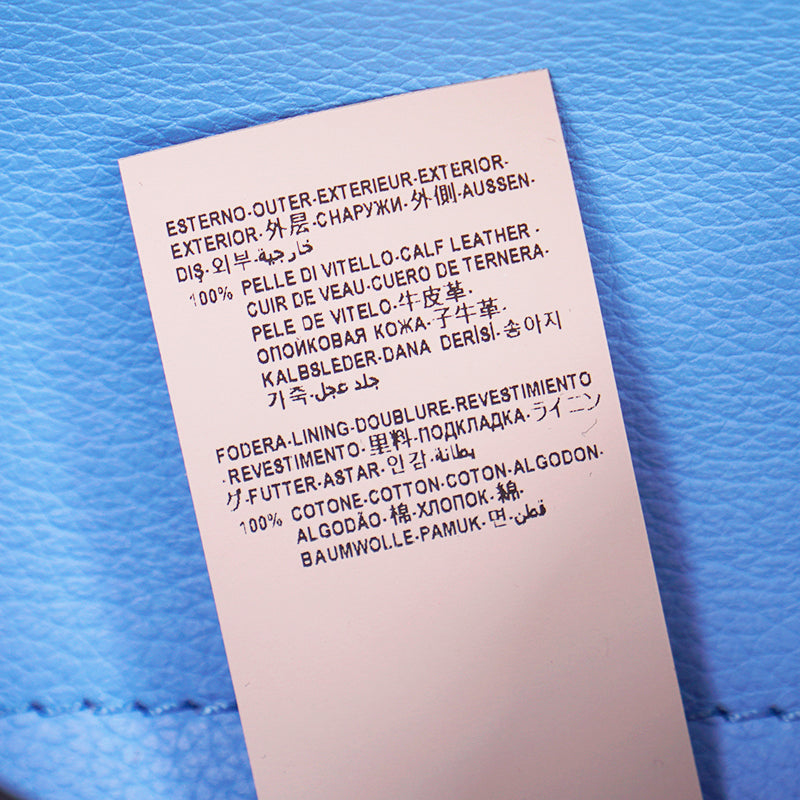 ESTERNO·OUTER·EXTERIEUR·EXTERIOR·
EXTERIOR·外层·СНАРУЖИ·外側·AUSSEN·
DIŞ·외부·خارجية
100% PELLE DI VITELLO·CALF LEATHER·
CUIR DE VEAU·CUERO DE TERNERA·
PELE DE VITELO·牛皮革·
ОПОЙКОВАЯ КОЖА·子牛革·
KALBSLEDER·DANA DERİSİ·송아지
가죽·جلد عجل
FODERA·LINING·DOUBLURE·REVESTIMIENTO
·REVESTIMENTO·里料·ПОДКЛАДКА·ライニン
グ·FUTTER·ASTAR·안감·بطانة
100% COTONE·COTTON·COTON·ALGODON·
ALGODÃO·棉·ХЛОПОК·綿·
BAUMWOLLE·PAMUK·면·قطن